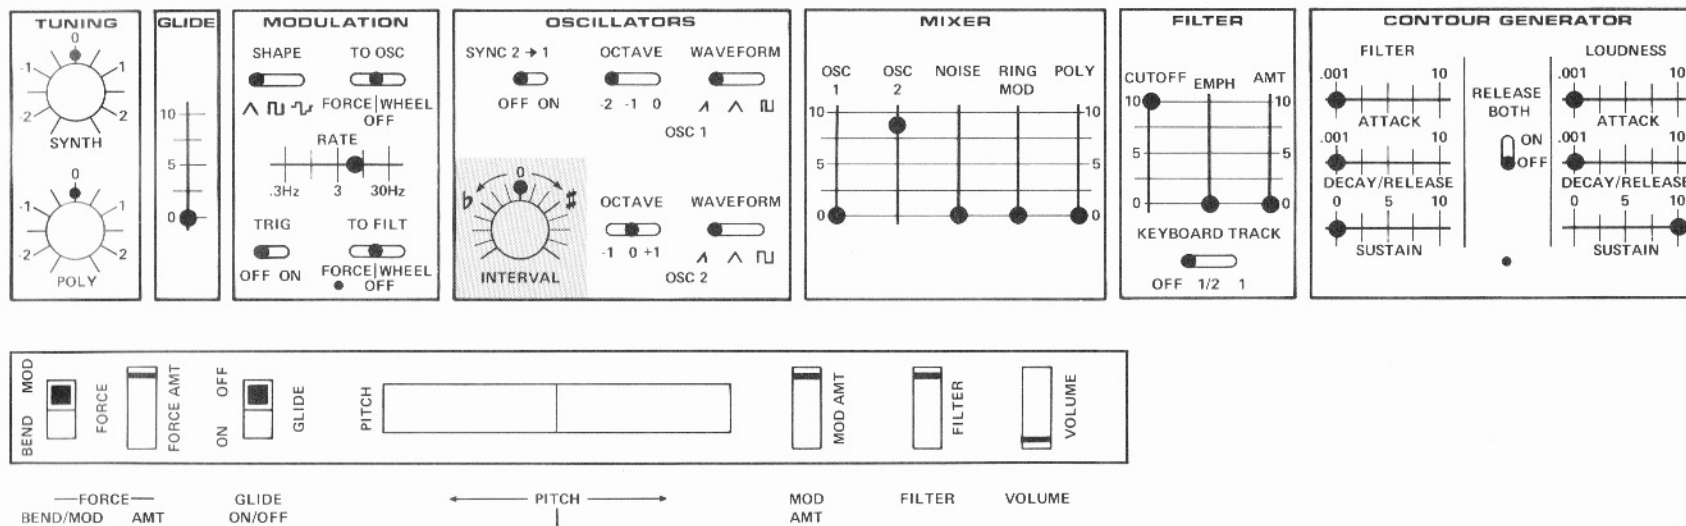 TUNING
0
-1 1
-2 2
SYNTH
0
-1 1
-2 2
POLY
GLIDE
10
5
0
MODULATION
SHAPE TO OSC
FORCE|WHEEL
OFF
RATE
.3Hz 3 30Hz
TRIG TO FILT
OFF ON FORCE|WHEEL
OFF
OSCILLATORS
SYNC 2 → 1 OCTAVE WAVEFORM
OFF ON -2 -1 0
OSC 1
♭ 0 ♯
INTERVAL
OCTAVE WAVEFORM
-1 0 +1
OSC 2
MIXER
OSC OSC NOISE RING POLY
1 2 MOD
10 10
5 5
0 0
FILTER
CUTOFF EMPH AMT
10 10
5 5
0 0
KEYBOARD TRACK
OFF 1/2 1
CONTOUR GENERATOR
FILTER
.001 10
ATTACK
.001 10
DECAY/RELEASE
0 5 10
SUSTAIN
RELEASE
BOTH
ON
OFF
LOUDNESS
.001 10
ATTACK
.001 10
DECAY/RELEASE
0 5 10
SUSTAIN
BEND MOD
FORCE
FORCE AMT
ON OFF
GLIDE
PITCH
MOD AMT
FILTER
VOLUME
FORCE GLIDE PITCH MOD FILTER VOLUME
BEND/MOD AMT ON/OFF AMT